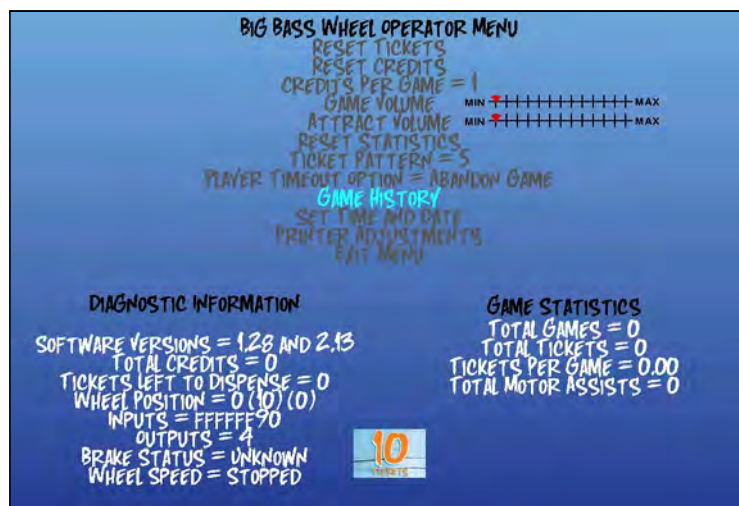 BIG BASS WHEEL OPERATOR MENU
RESET TICKETS
RESET CREDITS
CREDITS PER GAME = 1
GAME VOLUME MIN MAX
ATTRACT VOLUME MIN MAX
RESET STATISTICS
TICKET PATTERN = 5
PLAYER TIMEOUT OPTION = ABANDON GAME
GAME HISTORY
SET TIME AND DATE
PRINTER ADJUSTMENTS
EXIT MENU
DIAGNOSTIC INFORMATION
SOFTWARE VERSIONS = 1.28 AND 2.13
TOTAL CREDITS = 0
TICKETS LEFT TO DISPENSE = 0
WHEEL POSITION = 0 (10) (0)
INPUTS = FFFFFF90
OUTPUTS = 4
BRAKE STATUS = UNKNOWN
WHEEL SPEED = STOPPED
GAME STATISTICS
TOTAL GAMES = 0
TOTAL TICKETS = 0
TICKETS PER GAME = 0.00
TOTAL MOTOR ASSISTS = 0
10
TICKETS